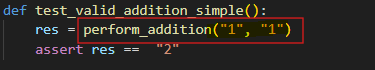 def test_valid_addition_simple():
    res = perform_addition("1", "1")
    assert res ==  "2"